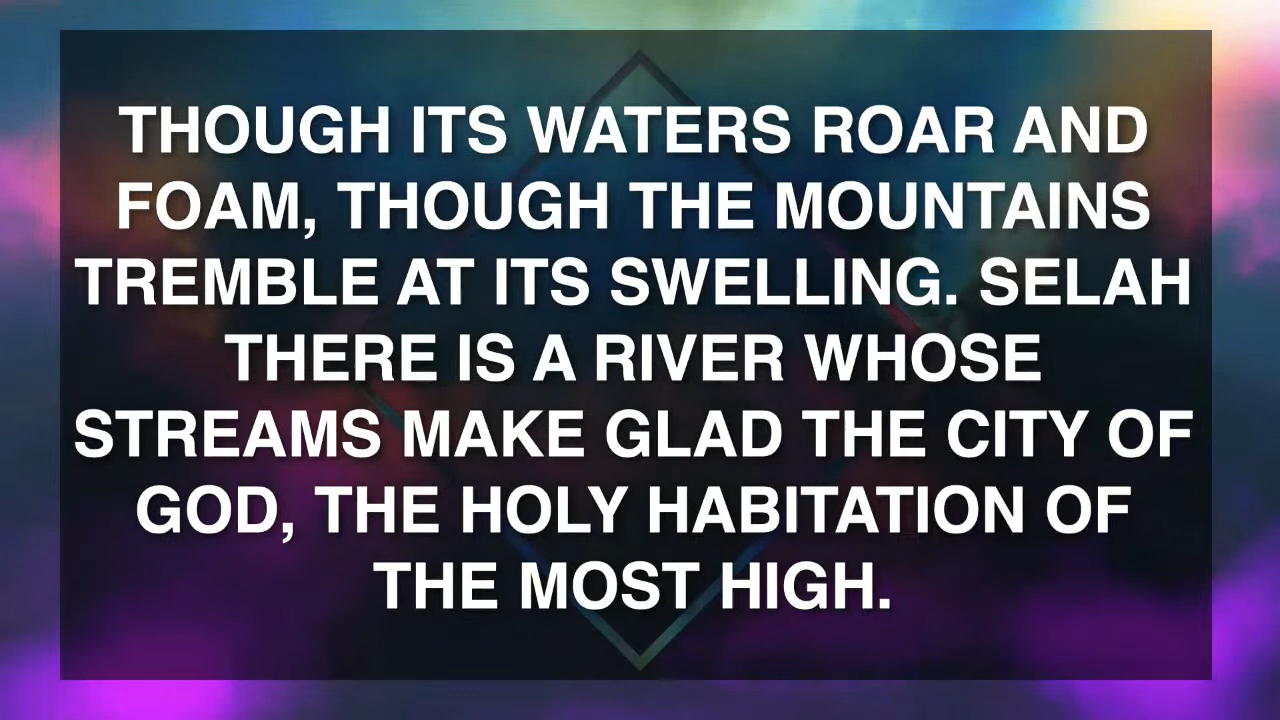 THOUGH ITS WATERS ROAR AND
FOAM, THOUGH THE MOUNTAINS
TREMBLE AT ITS SWELLING. SELAH
THERE IS A RIVER WHOSE
STREAMS MAKE GLAD THE CITY OF
GOD, THE HOLY HABITATION OF
THE MOST HIGH.